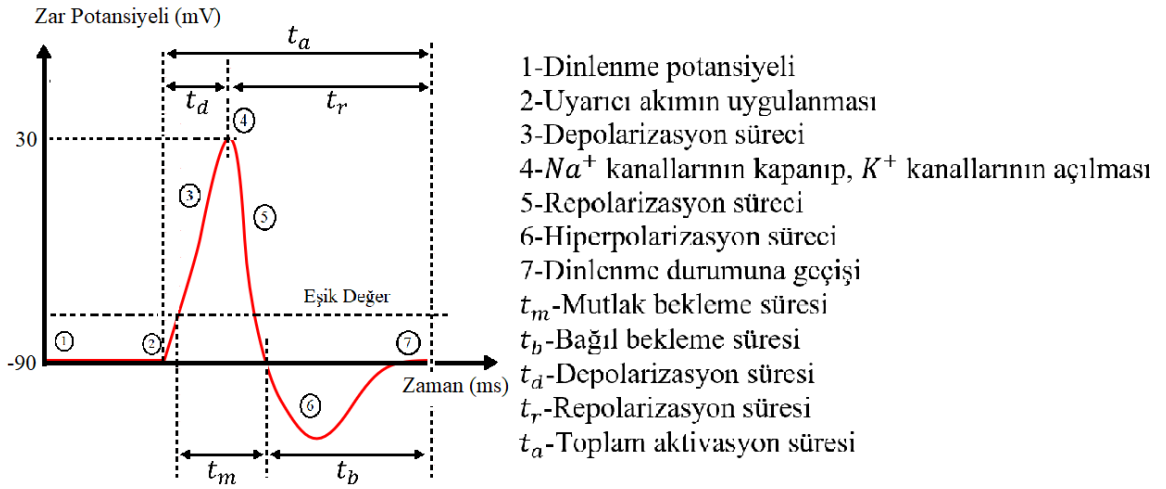 Zar Potansiyeli (mV)
t_a
t_d
t_r
30
4
3
5
Eşik Değer
1
2
7
-90
Zaman (ms)
6
t_m
t_b
1-Dinlenme potansiyeli
2-Uyarıcı akımın uygulanması
3-Depolarizasyon süreci
4-Na⁺ kanallarının kapanıp, K⁺ kanallarının açılması
5-Repolarizasyon süreci
6-Hiperpolarizasyon süreci
7-Dinlenme durumuna geçişi
t_m-Mutlak bekleme süresi
t_b-Bağıl bekleme süresi
t_d-Depolarizasyon süresi
t_r-Repolarizasyon süresi
t_a-Toplam aktivasyon süresi